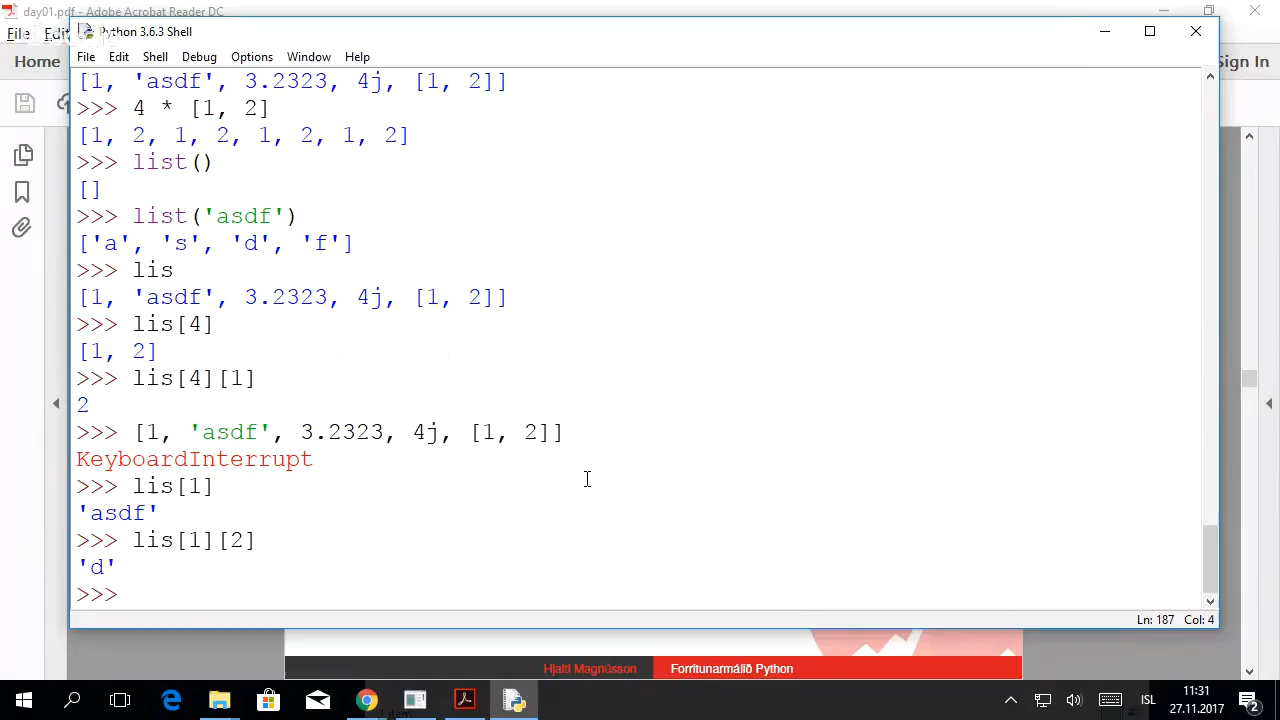 day01.pdf - Adobe Acrobat Reader DC
File Edit
Home
Sign In
Python 3.6.3 Shell
File Edit Shell Debug Options Window Help
[1, 'asdf', 3.2323, 4j, [1, 2]]
>>> 4 * [1, 2]
[1, 2, 1, 2, 1, 2, 1, 2]
>>> list()
[]
>>> list('asdf')
['a', 's', 'd', 'f']
>>> lis
[1, 'asdf', 3.2323, 4j, [1, 2]]
>>> lis[4]
[1, 2]
>>> lis[4][1]
2
>>> [1, 'asdf', 3.2323, 4j, [1, 2]]
KeyboardInterrupt
>>> lis[1]
'asdf'
>>> lis[1][2]
'd'
>>>
Ln: 187 Col: 4
Hjalti Magnússon Forritunarmálið Python
ISL
11:31
27.11.2017
2